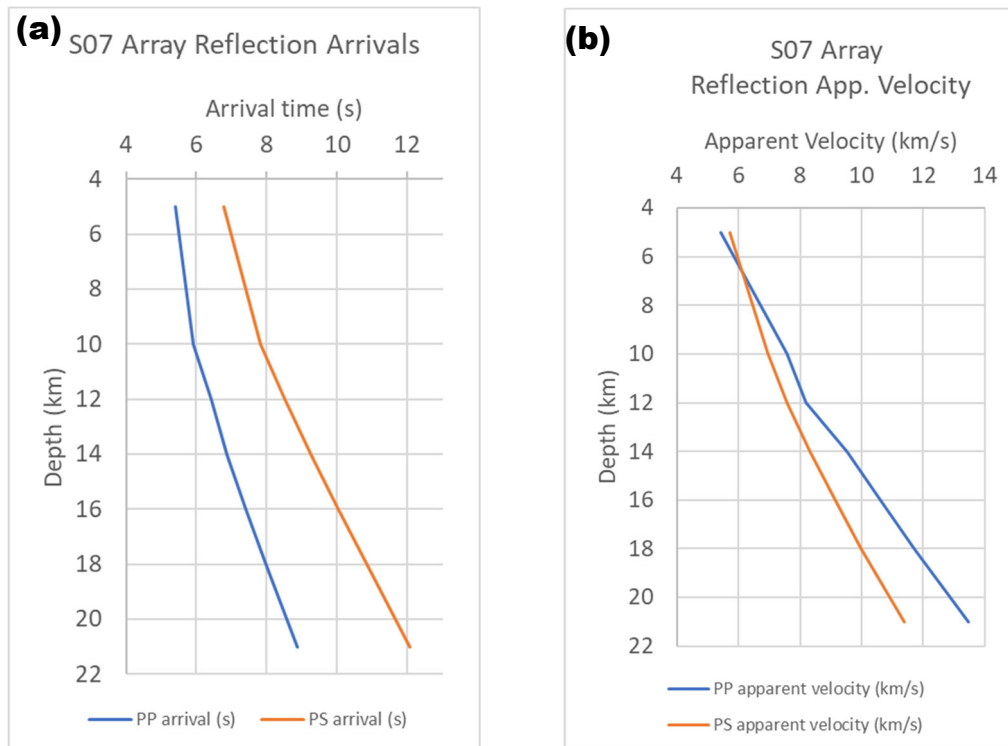 (a) S07 Array Reflection Arrivals
Arrival time (s)
4 6 8 10 12
4
6
8
10
12
14
16
18
20
22
Depth (km)
PP arrival (s) PS arrival (s)
(b)
S07 Array
Reflection App. Velocity
Apparent Velocity (km/s)
4 6 8 10 12 14
4
6
8
10
12
14
16
18
20
22
Depth (km)
PP apparent velocity (km/s)
PS apparent velocity (km/s)